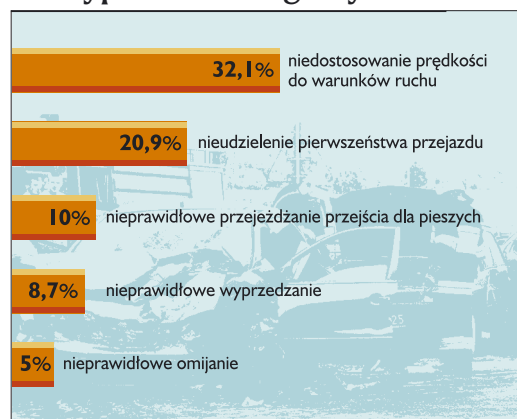 32,1%
niedostosowanie prędkości
do warunków ruchu
20,9% nieudzielenie pierwszeństwa przejazdu
10% nieprawidłowe przejeżdżanie przejścia dla pieszych
8,7% nieprawidłowe wyprzedzanie
5% nieprawidłowe omijanie